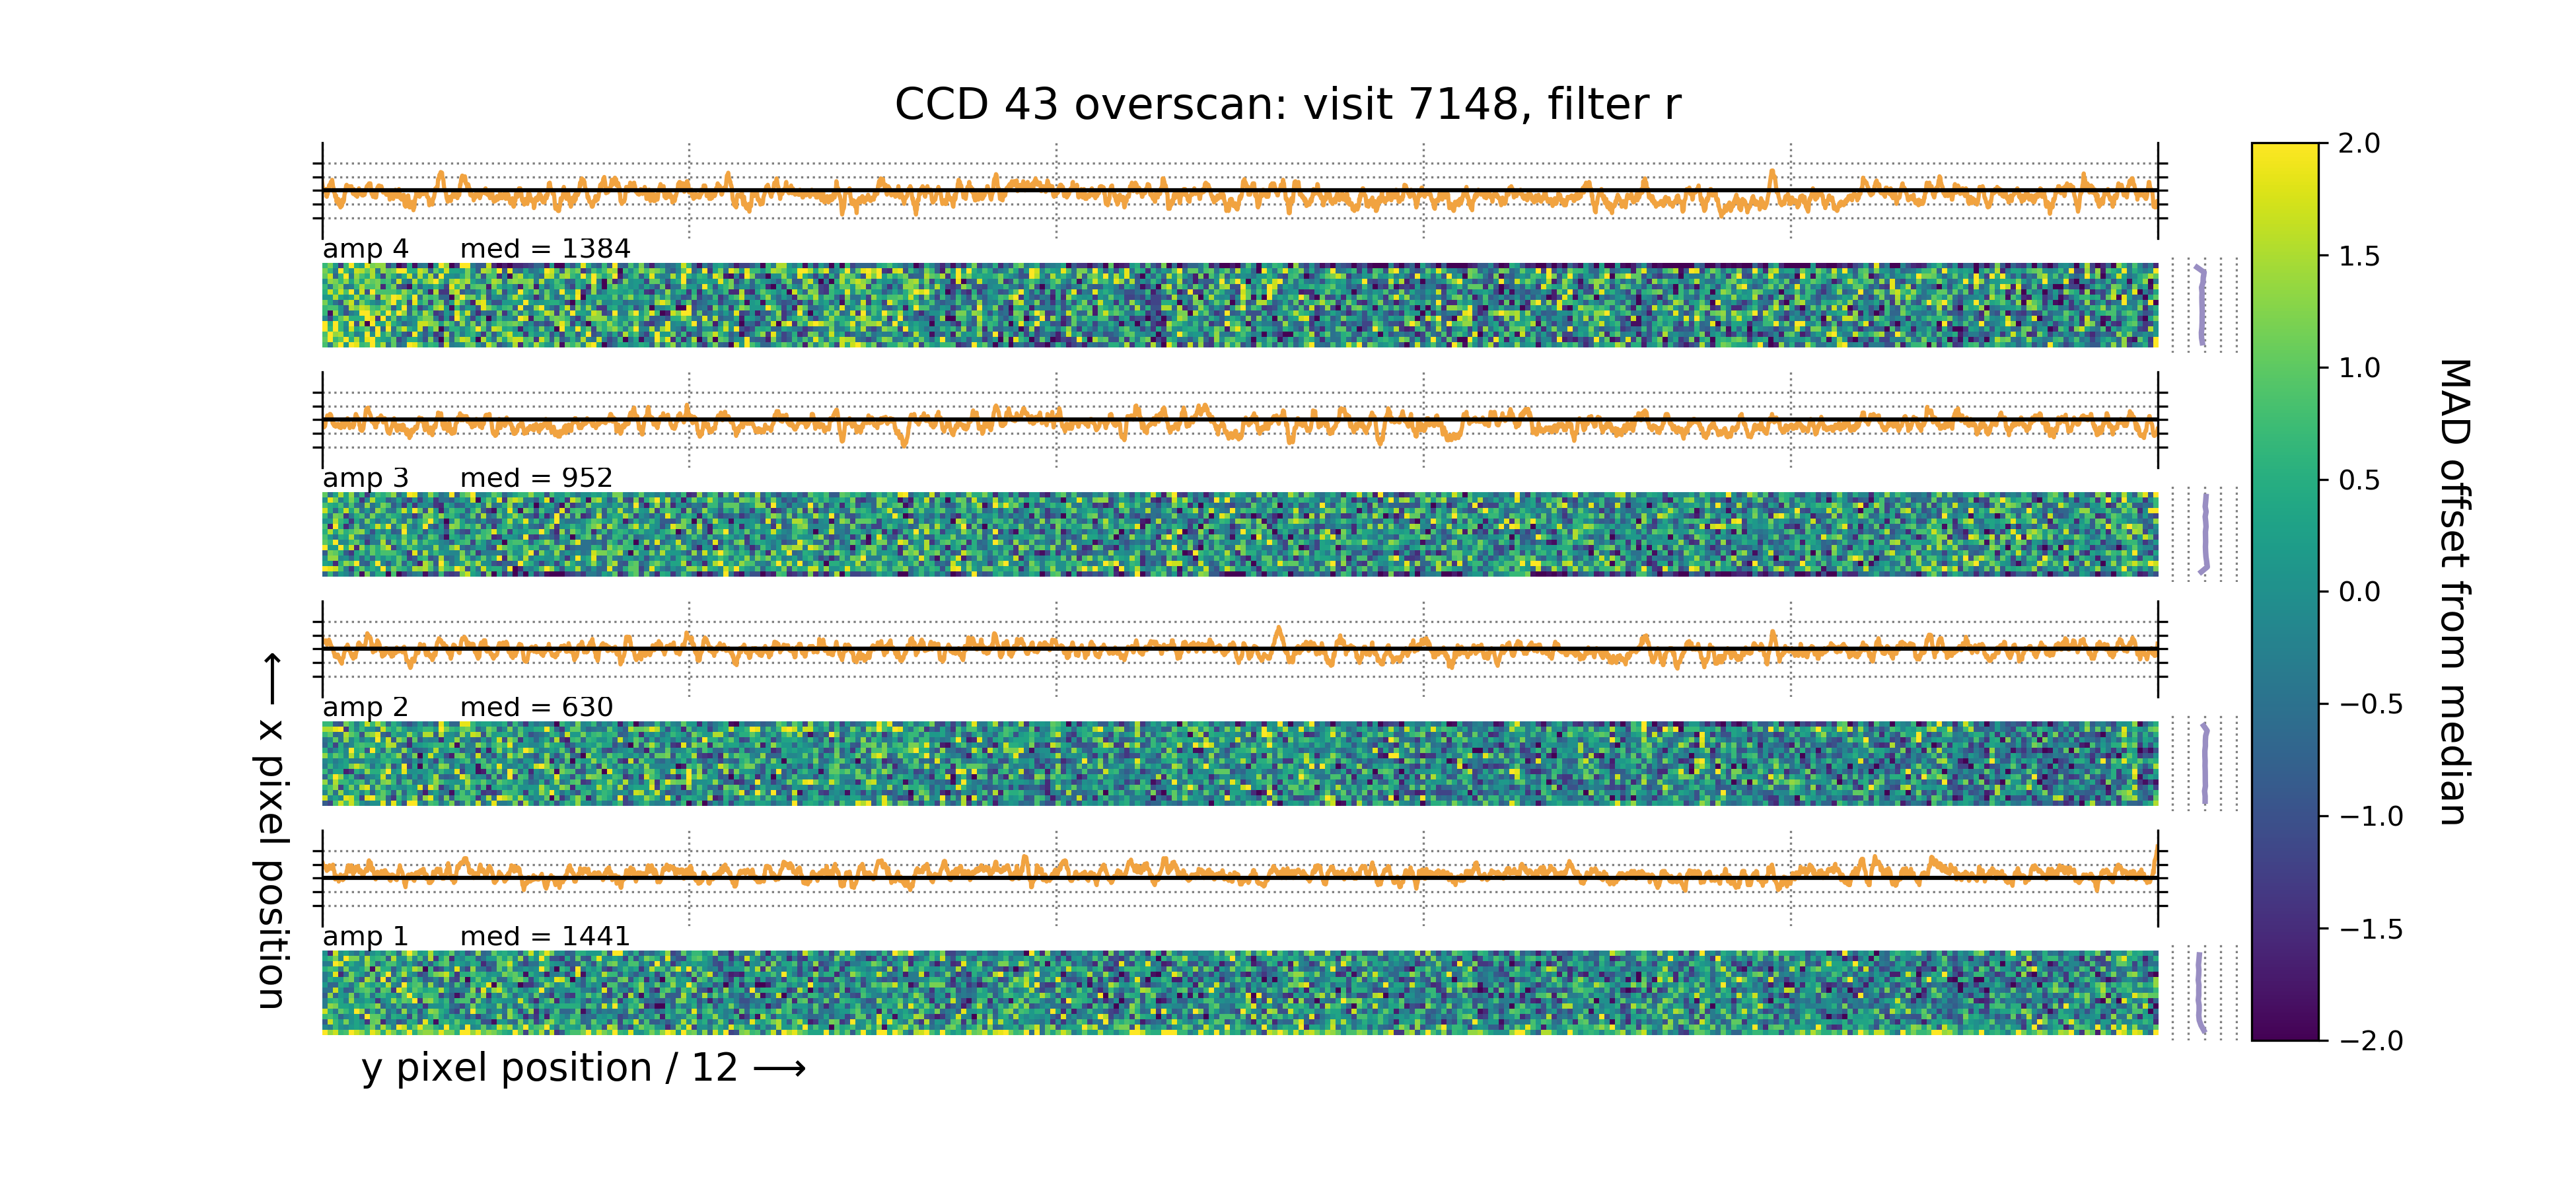 CCD 43 overscan: visit 7148, filter r
amp 4 med = 1384
amp 3 med = 952
amp 2 med = 630
amp 1 med = 1441
x pixel position ⟶
y pixel position / 12 ⟶
2.0
1.5
1.0
0.5
0.0
−0.5
−1.0
−1.5
−2.0
MAD offset from median